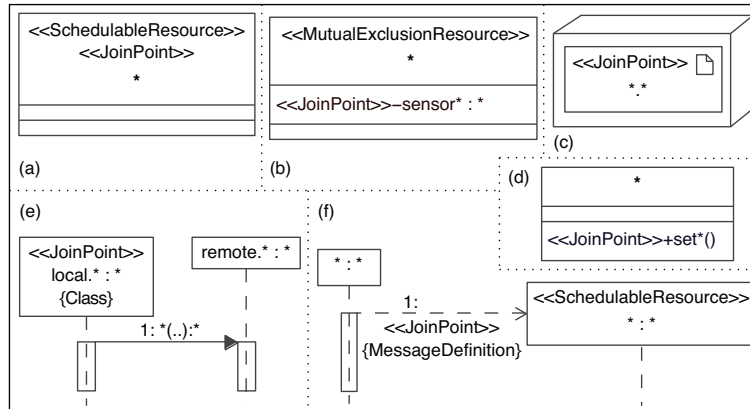 <<SchedulableResource>>
<<JoinPoint>>
*
(a)
<<MutualExclusionResource>>
*
<<JoinPoint>>−sensor* : *
(b)
<<JoinPoint>>
*.*
(c)
(d)
*
<<JoinPoint>>+set*()
(e)
<<JoinPoint>>
local.* : *
{Class}
remote.* : *
1: *(..):*
(f)
* : *
1:
<<JoinPoint>>
{MessageDefinition}
<<SchedulableResource>>
* : *